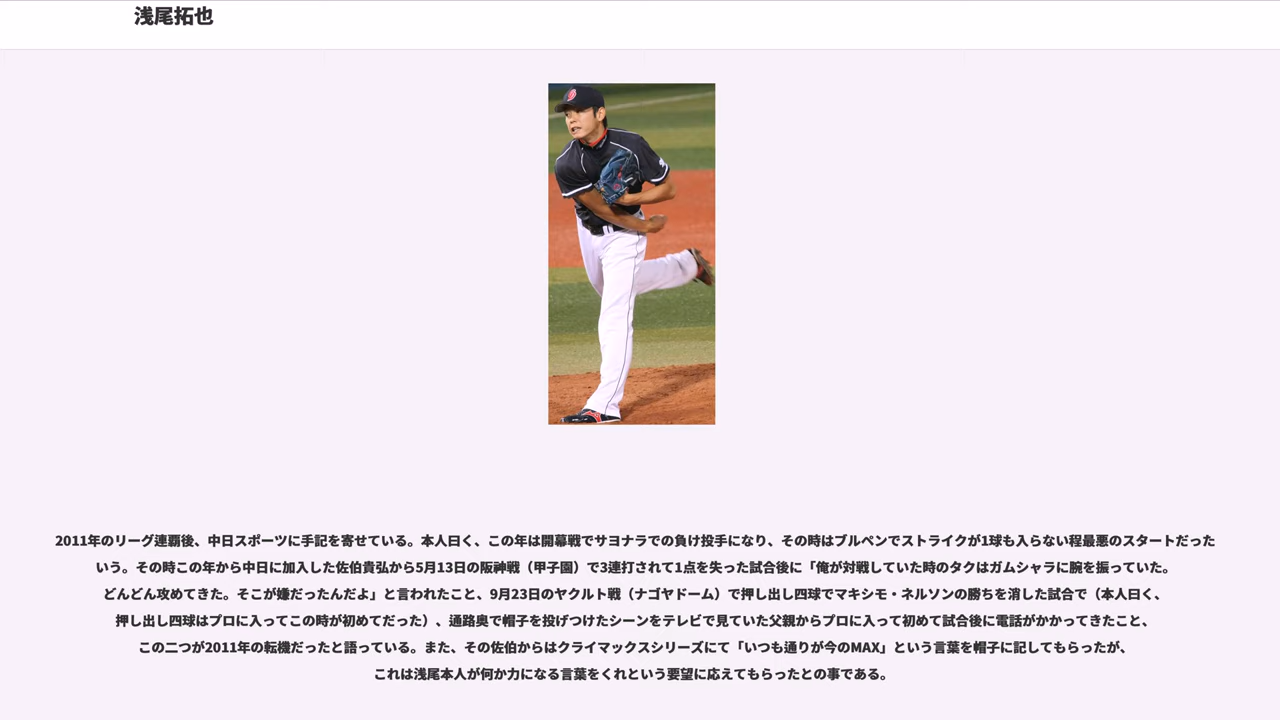 浅尾拓也
2011年のリーグ連覇後、中日スポーツに手記を寄せている。本人曰く、この年は開幕戦でサヨナラでの負け投手になり、その時はブルペンでストライクが1球も入らない程最悪のスタートだった
いう。その時この年から中日に加入した佐伯貴弘から5月13日の阪神戦（甲子園）で3連打されて1点を失った試合後に「俺が対戦していた時のタクはガムシャラに腕を振っていた。
どんどん攻めてきた。そこが嫌だったんだよ」と言われたこと、9月23日のヤクルト戦（ナゴヤドーム）で押し出し四球でマキシモ・ネルソンの勝ちを消した試合で（本人曰く、
押し出し四球はプロに入ってこの時が初めてだった）、通路奥で帽子を投げつけたシーンをテレビで見ていた父親からプロに入って初めて試合後に電話がかかってきたこと、
この二つが2011年の転機だったと語っている。また、その佐伯からはクライマックスシリーズにて「いつも通りが今のMAX」という言葉を帽子に記してもらったが、
これは浅尾本人が何か力になる言葉をくれという要望に応えてもらったとの事である。